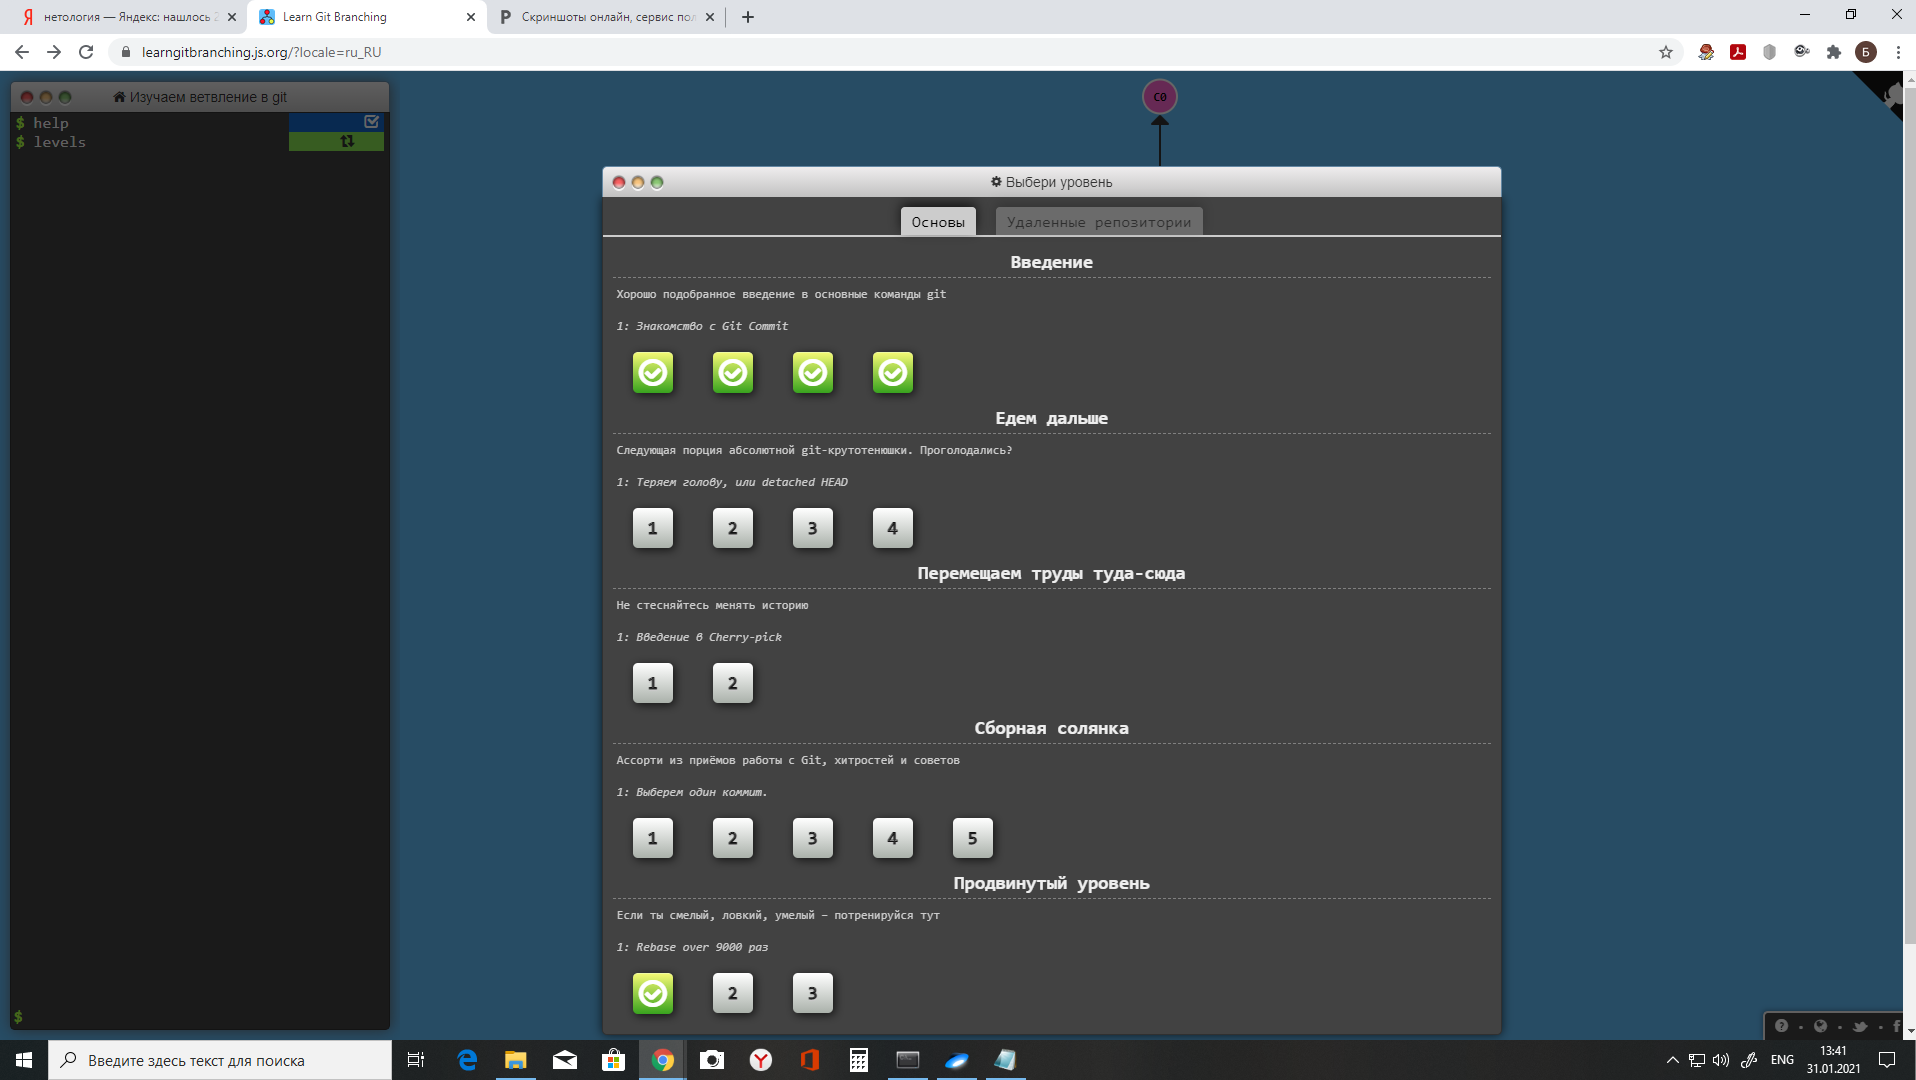 нетология — Яндекс: нашлось 2
Learn Git Branching
Скриншоты онлайн, сервис пол
learngitbranching.js.org/?locale=ru_RU
Б
Изучаем ветвление в git
$ help
$ levels
C0
Выбери уровень
Основы
Удаленные репозитории
Введение
Хорошо подобранное введение в основные команды git
1: Знакомство с Git Commit
Едем дальше
Следующая порция абсолютной git-крутотенюшки. Проголодались?
1: Теряем голову, или detached HEAD
1 2 3 4
Перемещаем труды туда-сюда
Не стесняйтесь менять историю
1: Введение в Cherry-pick
1 2
Сборная солянка
Ассорти из приёмов работы с Git, хитростей и советов
1: Выберем один коммит.
1 2 3 4 5
Продвинутый уровень
Если ты смелый, ловкий, умелый – потренируйся тут
1: Rebase over 9000 раз
2 3
$
Введите здесь текст для поиска
ENG
13:41
31.01.2021